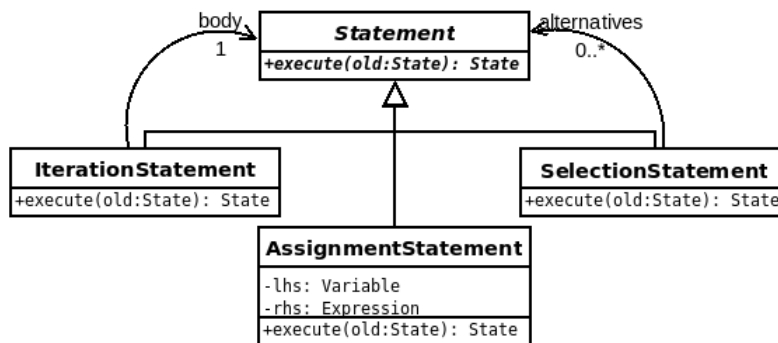 body
1
Statement
+execute(old:State): State
alternatives
0..*
IterationStatement
+execute(old:State): State
SelectionStatement
+execute(old:State): State
AssignmentStatement
-lhs: Variable
-rhs: Expression
+execute(old:State): State